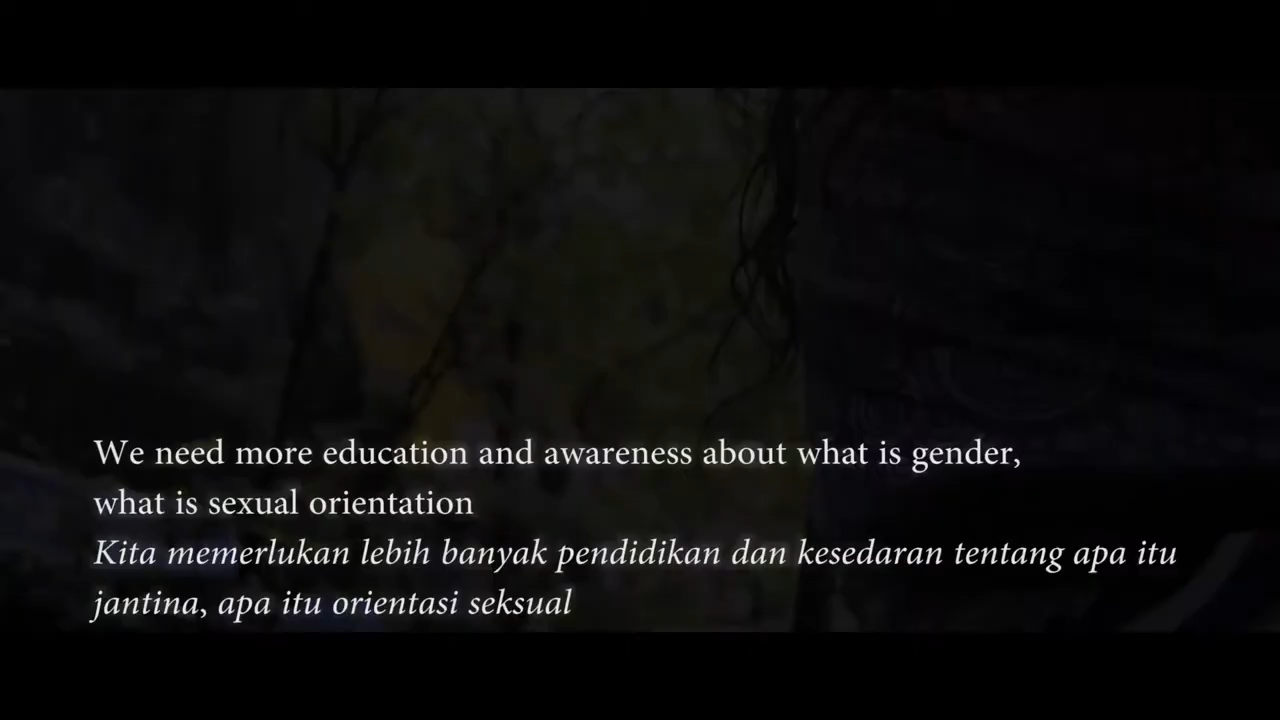 We need more education and awareness about what is gender,
what is sexual orientation
Kita memerlukan lebih banyak pendidikan dan kesedaran tentang apa itu
jantina, apa itu orientasi seksual